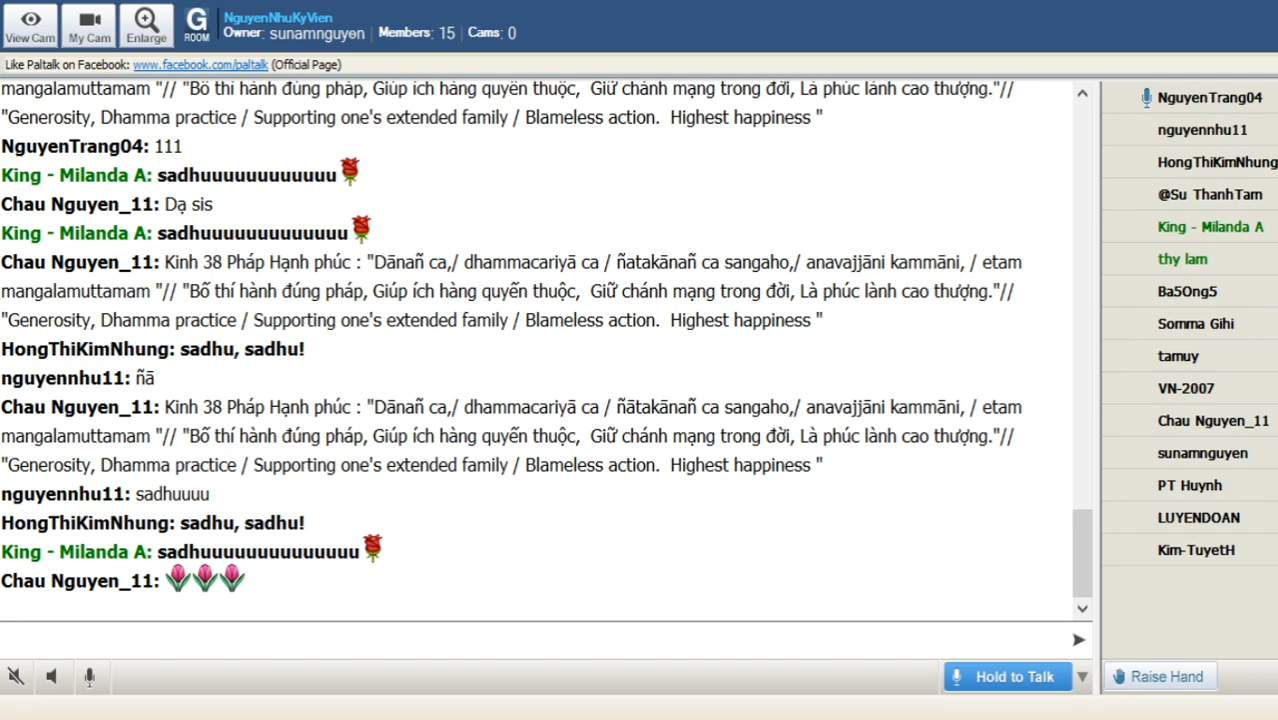 View Cam
My Cam
Enlarge
G
ROOM
NguyenNhuKyVien
Owner: sunamnguyen | Members: 15 | Cams: 0
Like Paltalk on Facebook: www.facebook.com/paltalk (Official Page)
mangalamuttamam "// "Bố thí hành đúng pháp, Giúp ích hàng quyến thuộc, Giữ chánh mạng trong đời, Là phúc lành cao thượng."//
"Generosity, Dhamma practice / Supporting one's extended family / Blameless action. Highest happiness "
NguyenTrang04: 111
King - Milanda A: sadhuuuuuuuuuuuu
Chau Nguyen_11: Dạ sis
King - Milanda A: sadhuuuuuuuuuuuuu
Chau Nguyen_11: Kinh 38 Pháp Hạnh phúc : "Dānañ ca,/ dhammacariyā ca / ñatakānañ ca sangaho,/ anavajjāni kammāni, / etam
mangalamuttamam "// "Bố thí hành đúng pháp, Giúp ích hàng quyến thuộc, Giữ chánh mạng trong đời, Là phúc lành cao thượng."//
"Generosity, Dhamma practice / Supporting one's extended family / Blameless action. Highest happiness "
HongThiKimNhung: sadhu, sadhu!
nguyennhu11: ñā
Chau Nguyen_11: Kinh 38 Pháp Hạnh phúc : "Dānañ ca,/ dhammacariyā ca / ñātakānañ ca sangaho,/ anavajjāni kammāni, / etam
mangalamuttamam "// "Bố thí hành đúng pháp, Giúp ích hàng quyến thuộc, Giữ chánh mạng trong đời, Là phúc lành cao thượng."//
"Generosity, Dhamma practice / Supporting one's extended family / Blameless action. Highest happiness "
nguyennhu11: sadhuuuu
HongThiKimNhung: sadhu, sadhu!
King - Milanda A: sadhuuuuuuuuuuuuuu
Chau Nguyen_11:
NguyenTrang04
nguyennhu11
HongThiKimNhung
@Su ThanhTam
King - Milanda A
thy lam
Ba5Ong5
Somma Gihi
tamuy
VN-2007
Chau Nguyen_11
sunamnguyen
PT Huynh
LUYENDOAN
Kim-TuyetH
Hold to Talk
Raise Hand